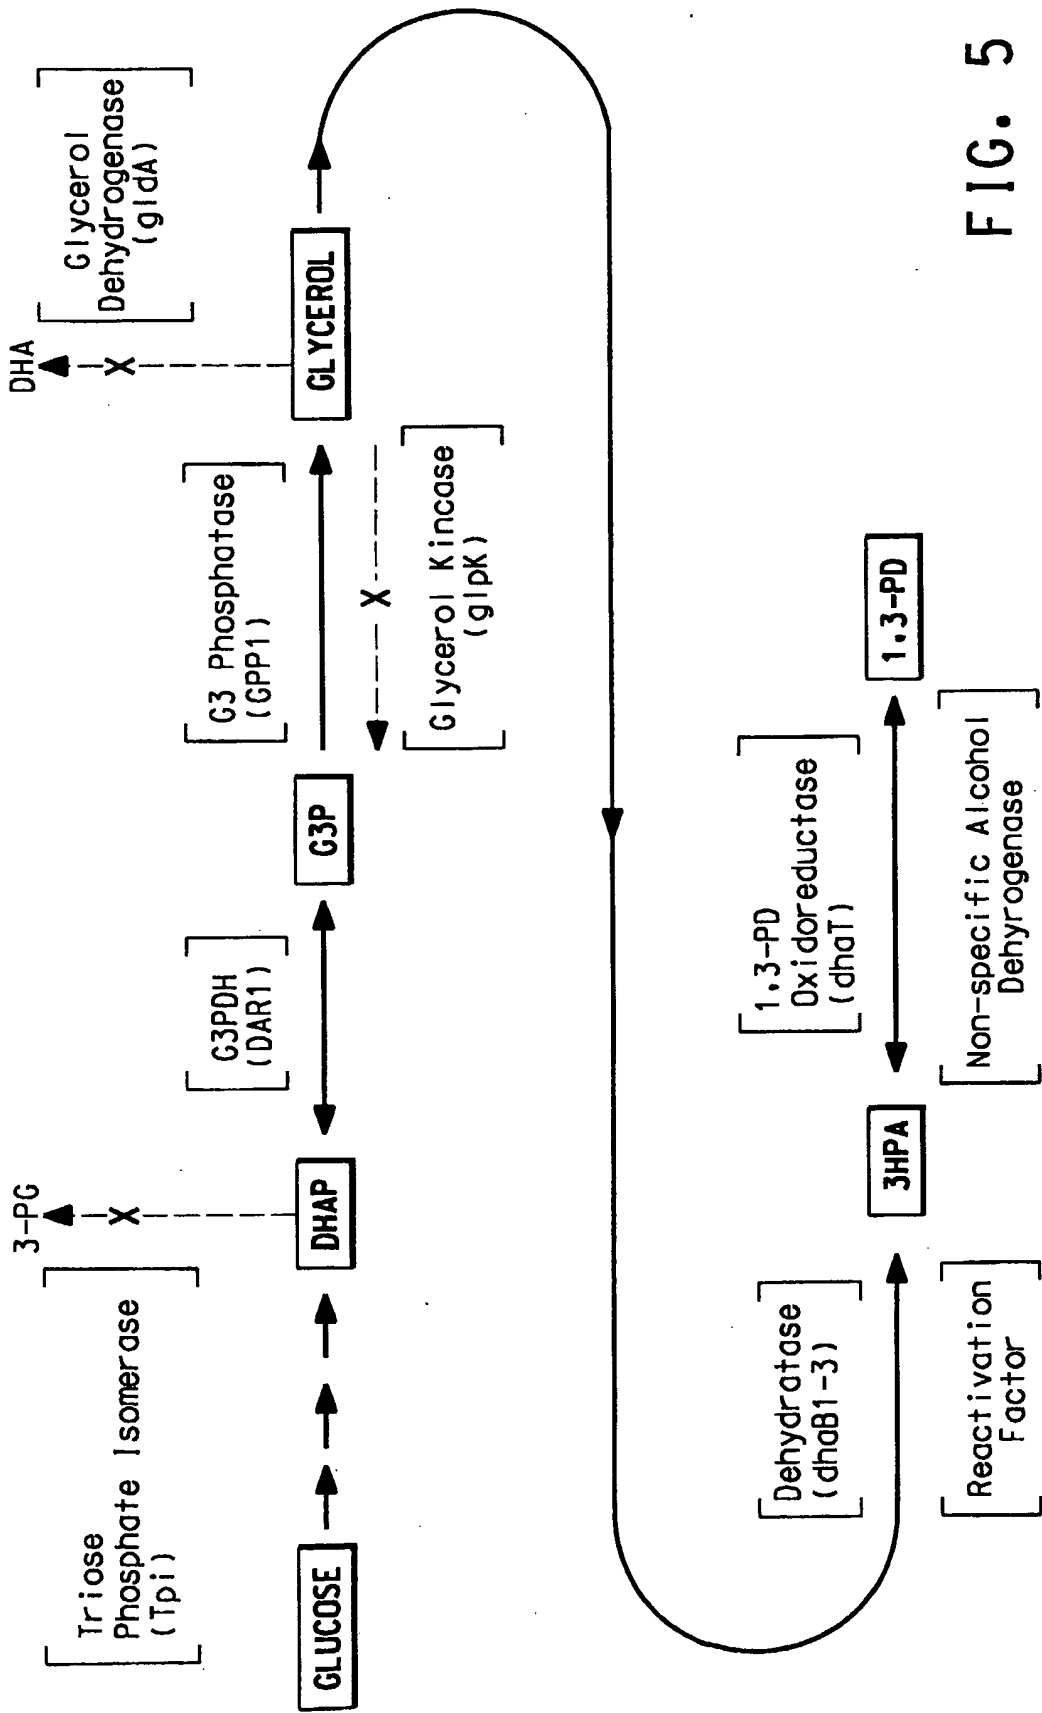 Triose
Phosphate Isomerase
(Tpi)
3-PG
X
G3PDH
(DAR1)
G3 Phosphatase
(GPP1)
DHA
X
Glycerol
Dehydrogenase
(gldA)
GLUCOSE
DHAP
G3P
GLYCEROL
X
Glycerol Kincase
(glpK)
Dehydratase
(dhaB1-3)
1,3-PD
Oxidoreductase
(dhaT)
3HPA
1,3-PD
Reactivation
Factor
Non-specific Alcohol
Dehyrogenase
FIG. 5